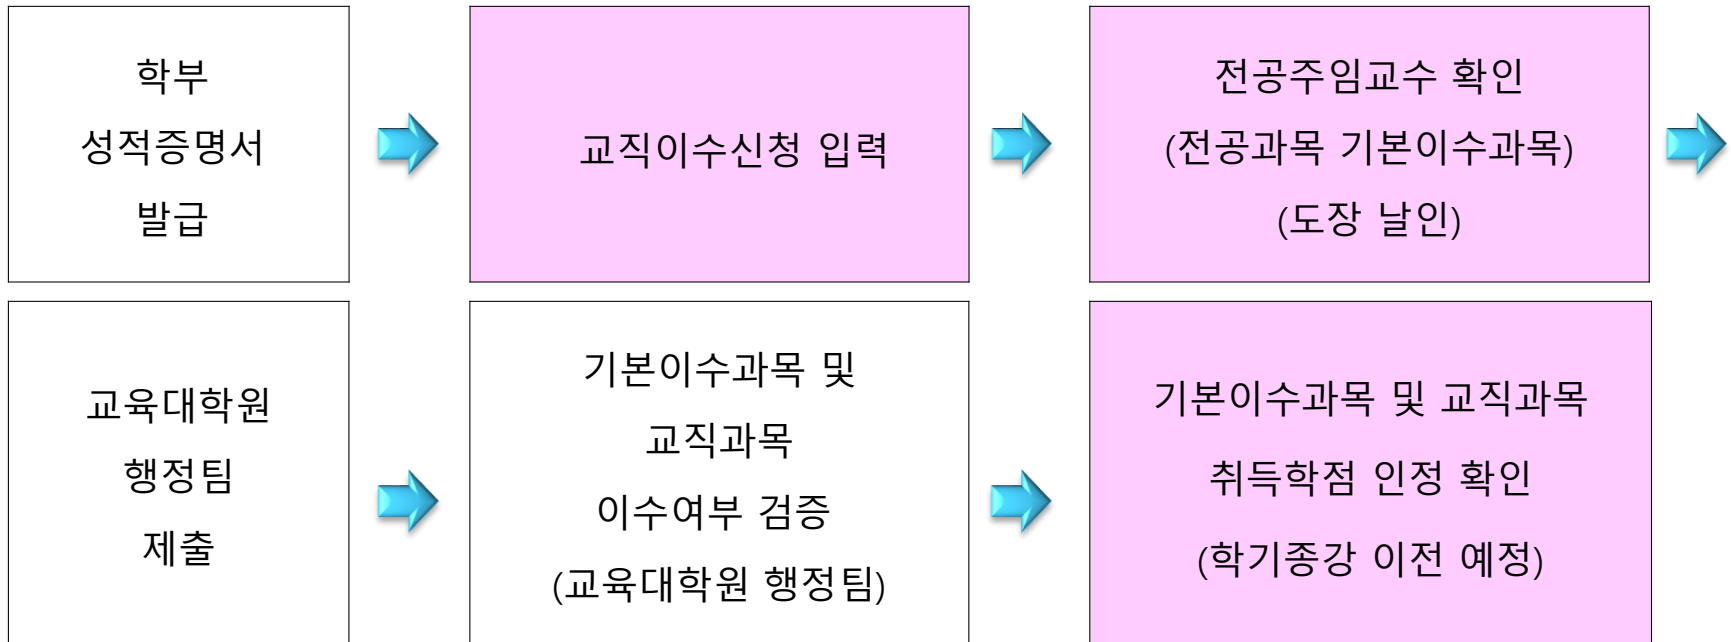 학부
성적증명서
발급
교직이수신청 입력
전공주임교수 확인
(전공과목 기본이수과목)
(도장 날인)
교육대학원
행정팀
제출
기본이수과목 및
교직과목
이수여부 검증
(교육대학원 행정팀)
기본이수과목 및 교직과목
취득학점 인정 확인
(학기종강 이전 예정)